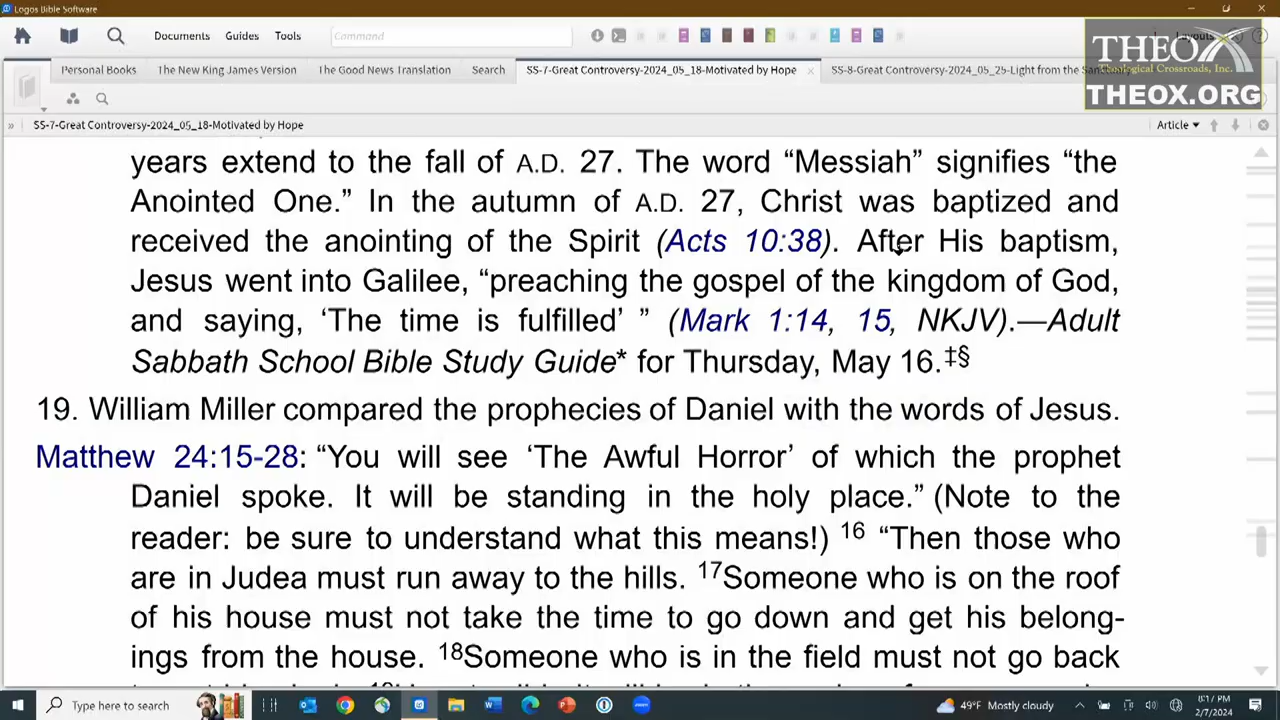 Logos Bible Software
Documents Guides Tools Command
THEOX
Theological Crossroads, Inc.
THEOX.ORG
Personal Books The New King James Version The Good News Search SS-7-Great Controversy-2024_05_18-Motivated by Hope SS-8-Great Controversy-2024_05_25-Light from the
SS-7-Great Controversy-2024_05_18-Motivated by Hope Article
years extend to the fall of A.D. 27. The word “Messiah” signifies “the
Anointed One.” In the autumn of A.D. 27, Christ was baptized and
received the anointing of the Spirit (Acts 10:38). After His baptism,
Jesus went into Galilee, “preaching the gospel of the kingdom of God,
and saying, ‘The time is fulfilled’ ” (Mark 1:14, 15, NKJV).—Adult
Sabbath School Bible Study Guide* for Thursday, May 16.‡§
19. William Miller compared the prophecies of Daniel with the words of Jesus.
Matthew 24:15-28: “You will see ‘The Awful Horror’ of which the prophet
Daniel spoke. It will be standing in the holy place.” (Note to the
reader: be sure to understand what this means!) 16 “Then those who
are in Judea must run away to the hills. 17Someone who is on the roof
of his house must not take the time to go down and get his belong-
ings from the house. 18Someone who is in the field must not go back
Type here to search 49°F Mostly cloudy 8:17 PM
2/7/2024